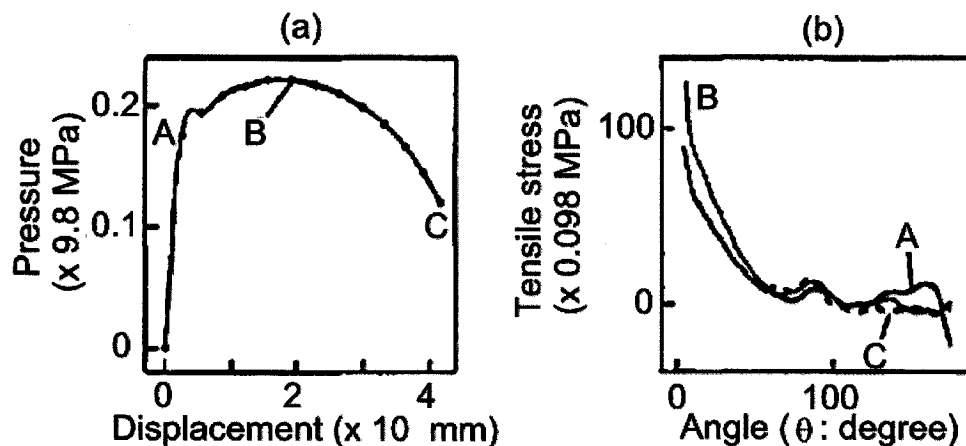 (a)
Pressure
(x 9.8 MPa)
0.2
0.1
0
A
B
C
0
2
4
Displacement (x 10 mm)
(b)
Tensile stress
(x 0.098 MPa)
100
0
B
A
C
0
100
Angle (θ: degree)